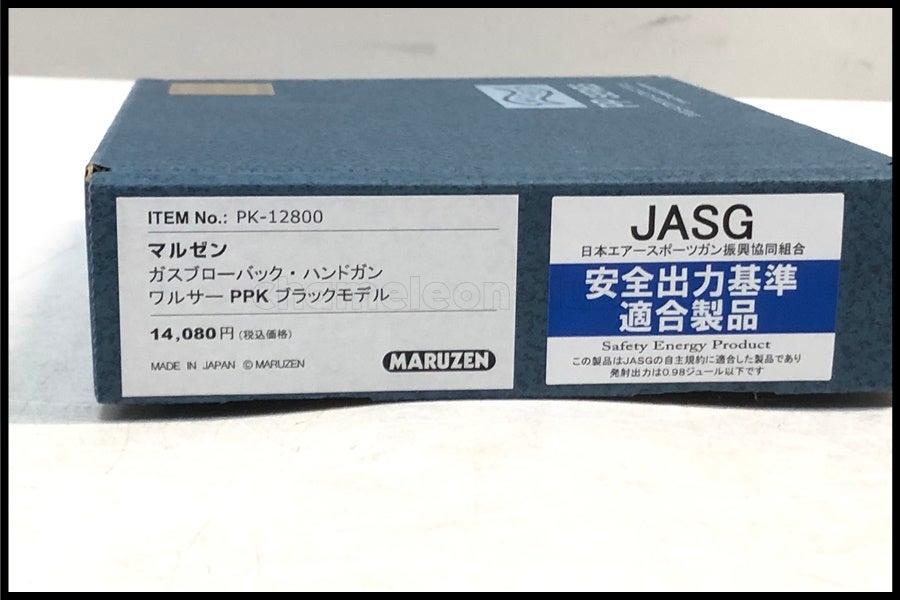 ITEM No.: PK-12800
マルゼン
ガスブローバック・ハンドガン
ワルサー PPK ブラックモデル
14,080円(税込価格)
MADE IN JAPAN ©MARUZEN
MARUZEN
JASG
日本エアースポーツガン振興協同組合
安全出力基準
適合製品
Safety Energy Product
この製品はJASGの自主規約に適合した製品であり
発射出力は0.98ジュール以下です